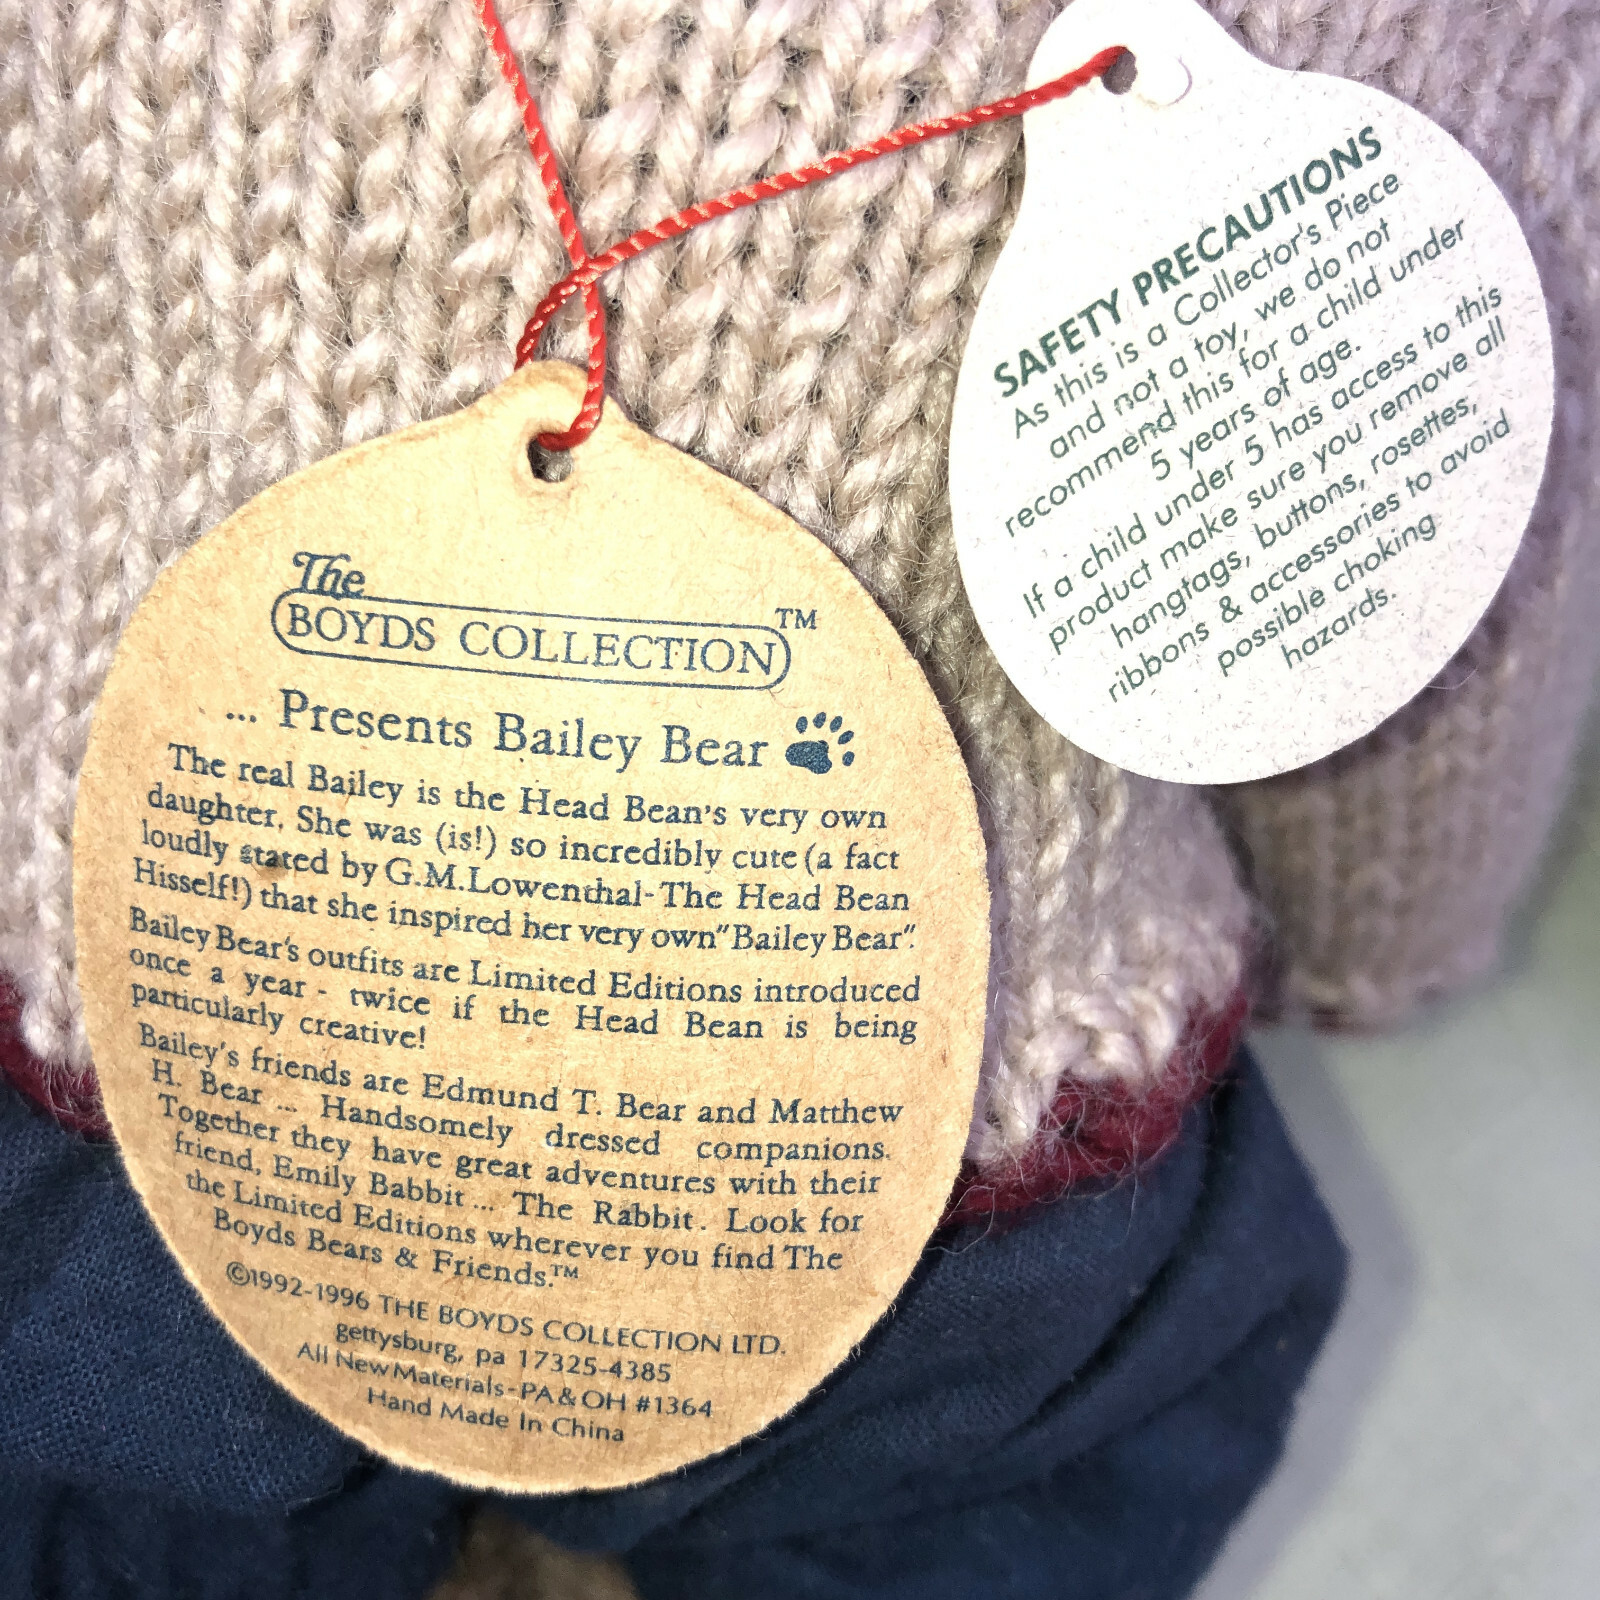 The
BOYDS COLLECTION™
... Presents Bailey Bear
The real Bailey is the Head Bean's very own
daughter. She was (is!) so incredibly cute (a fact
loudly stated by G.M.Lowenthal-The Head Bean
Hisself!) that she inspired her very own "Bailey Bear".
Bailey Bear's outfits are Limited Editions introduced
once a year - twice if the Head Bean is being
particularly creative!
Bailey's friends are Edmund T. Bear and Matthew
H. Bear ... Handsomely dressed companions.
Together they have great adventures with their
friend, Emily Babbit ... The Rabbit. Look for
the Limited Editions wherever you find The
Boyds Bears & Friends.™
©1992-1996 THE BOYDS COLLECTION LTD.
gettysburg, pa 17325-4385
All New Materials-PA & OH #1364
Hand Made In China
SAFETY PRECAUTIONS
As this is a Collector's Piece
and not a toy, we do not
recommend this for a child under
5 years of age.
If a child under 5 has access to this
product make sure you remove all
hangtags, buttons, rosettes,
ribbons & accessories to avoid
possible choking
hazards.